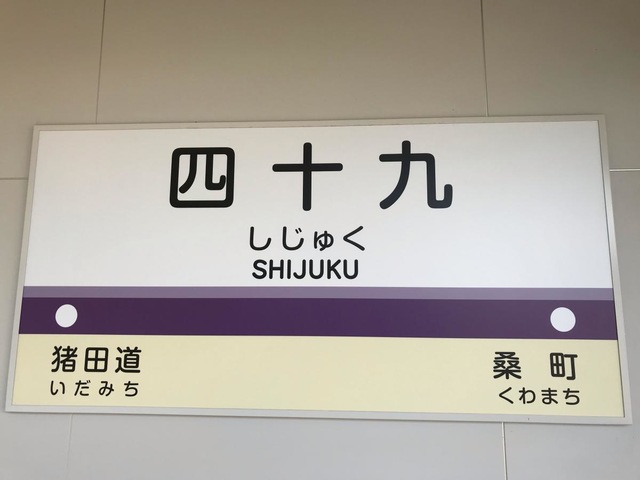 四十九
しじゅく
SHIJUKU
猪田道
いだみち
桑町
くわまち